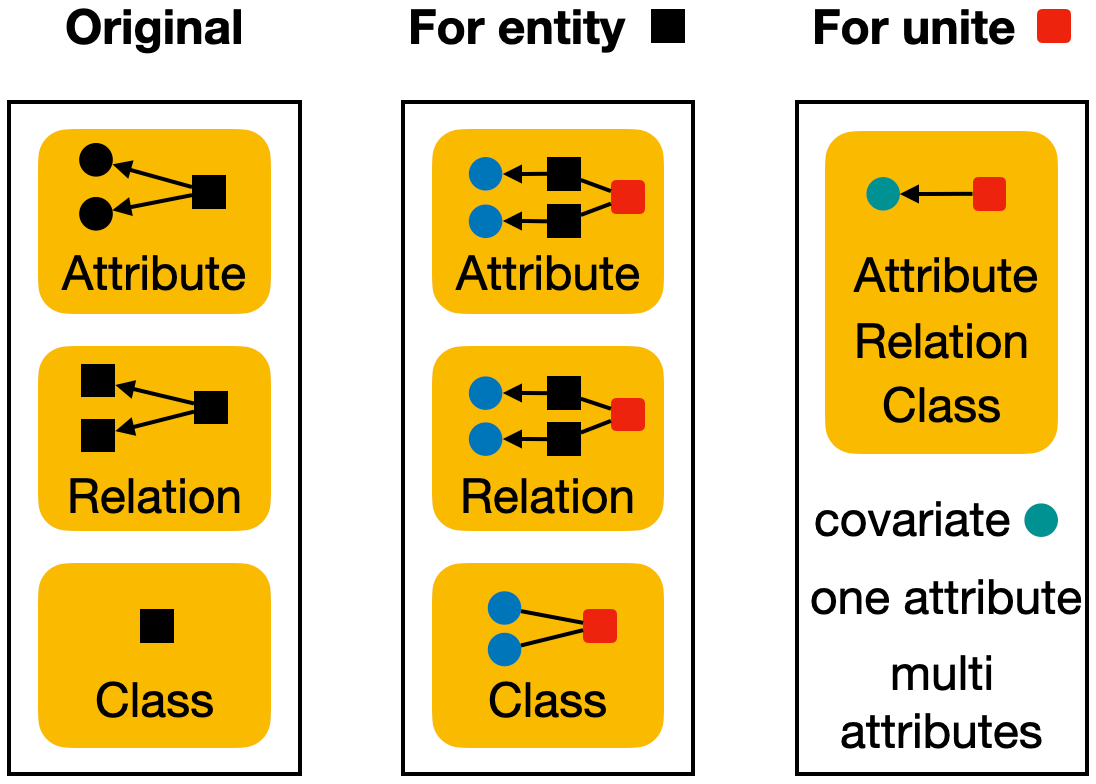 Original
For entity
For unite
Attribute
Relation
Class
Attribute
Relation
Class
Attribute
Relation
Class
covariate
one attribute
multi
attributes